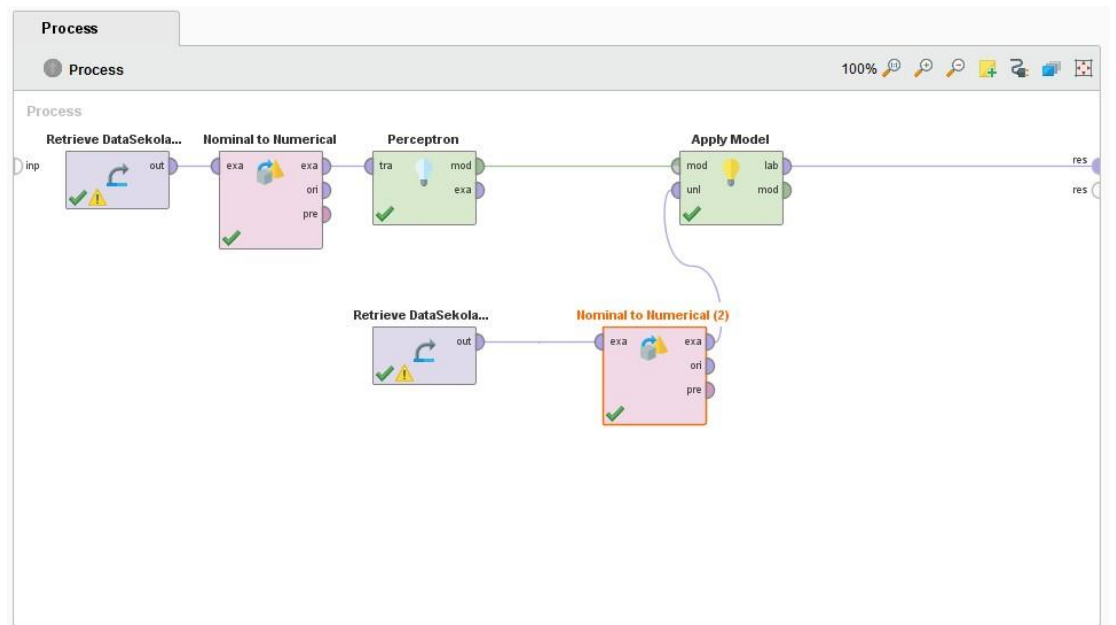 Process
Process
100%
Process
Retrieve DataSekola...
Nominal to Numerical
Perceptron
Apply Model
inp
out
exa
exa
ori
pre
tra
mod
exa
mod
unl
lab
mod
res
res
Retrieve DataSekola...
Nominal to Numerical (2)
out
exa
exa
ori
pre